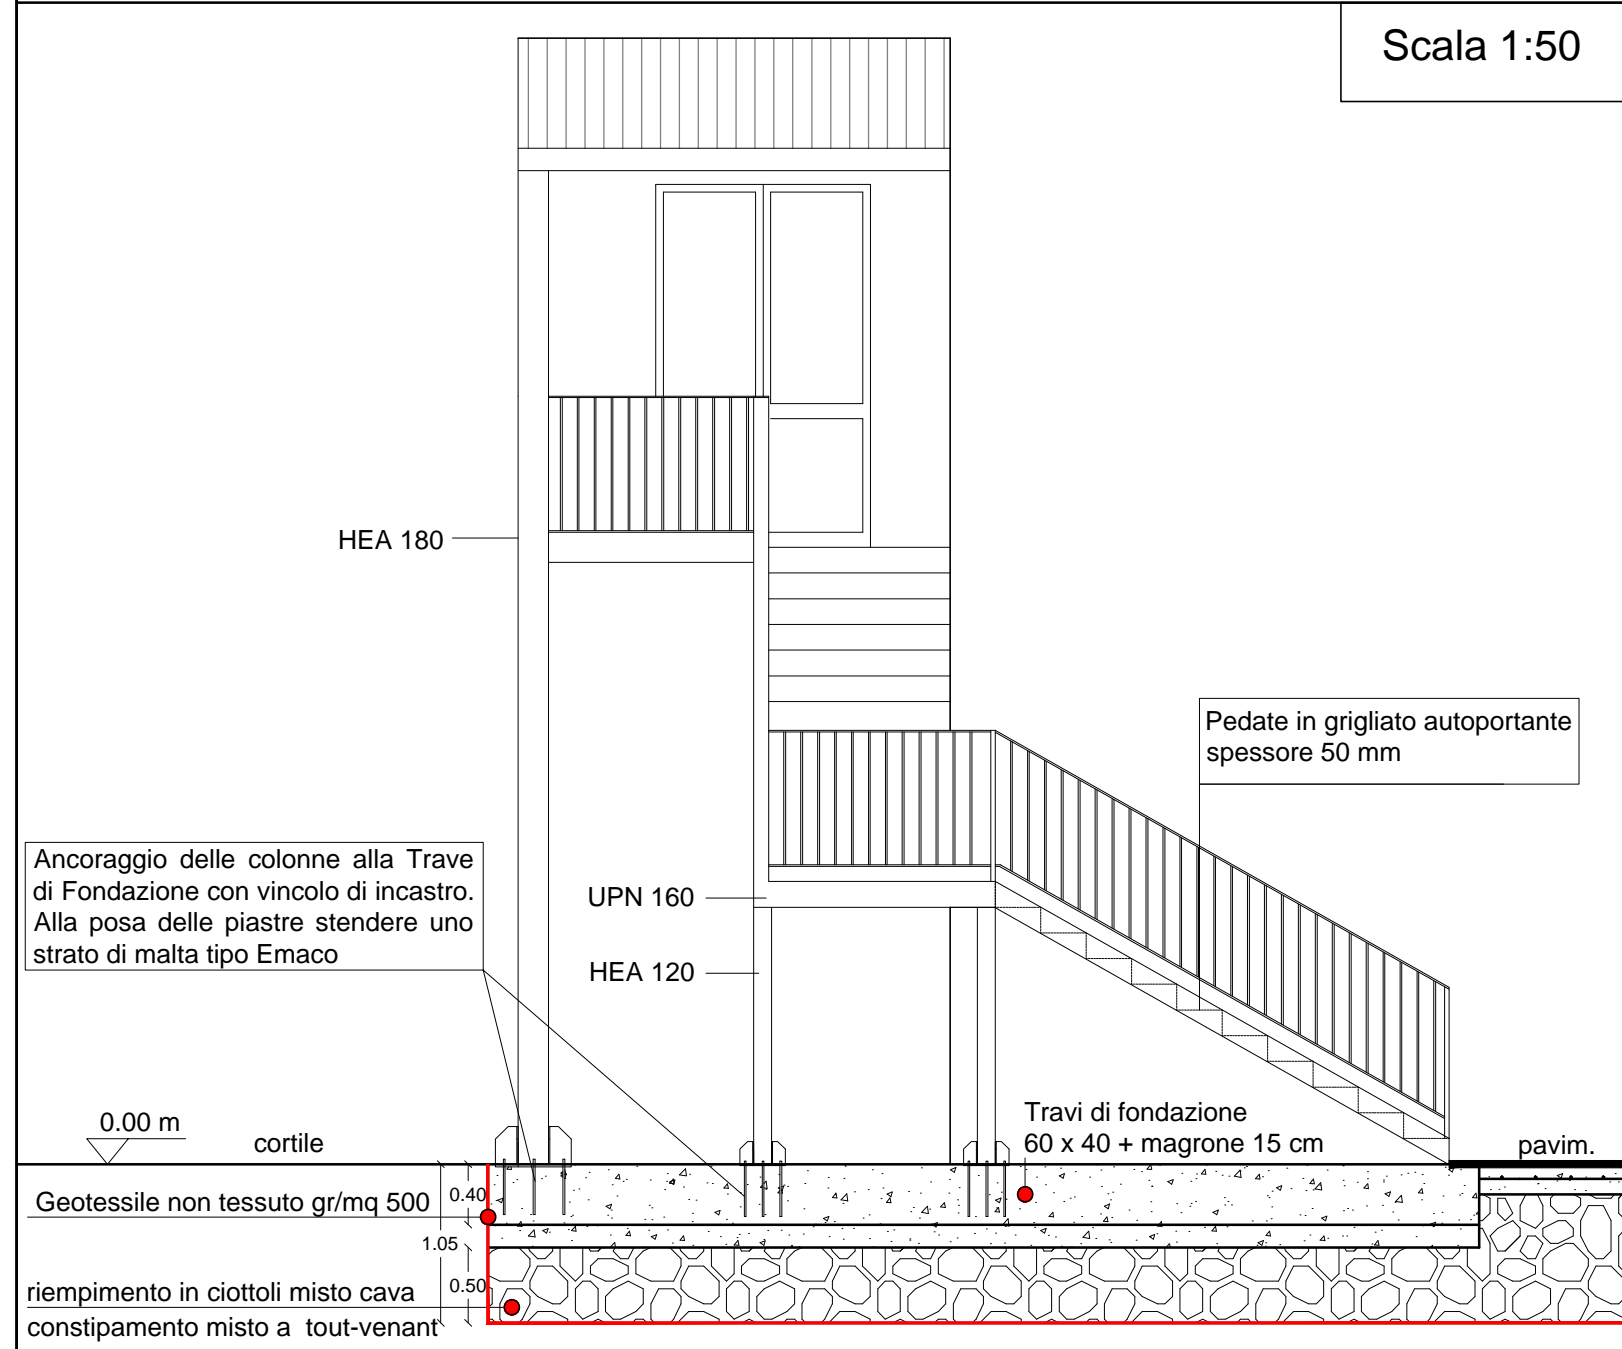 Scala 1:50
HEA 180
Pedate in grigliato autoportante
spessore 50 mm
Ancoraggio delle colonne alla Trave
di Fondazione con vincolo di incastro.
Alla posa delle piastre stendere uno
strato di malta tipo Emaco
UPN 160
HEA 120
0.00 m
cortile
Travi di fondazione
60 x 40 + magrone 15 cm
pavim.
Geotessile non tessuto gr/mq 500
0.40
1.05
0.50
riempimento in ciottoli misto cava
constipamento misto a tout-venant